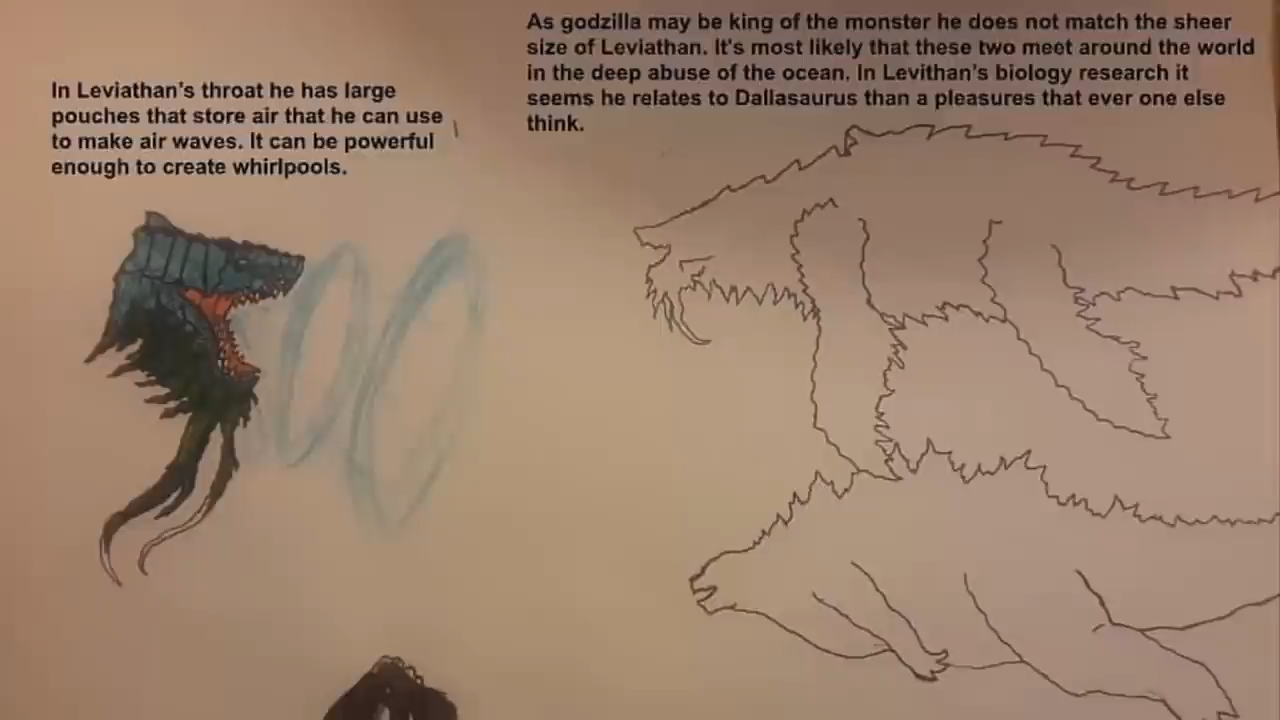 In Leviathan's throat he has large
pouches that store air that he can use
to make air waves. It can be powerful
enough to create whirlpools.
As godzilla may be king of the monster he does not match the sheer
size of Leviathan. It's most likely that these two meet around the world
in the deep abuse of the ocean. In Levithan's biology research it
seems he relates to Dallasaurus than a pleasures that ever one else
think.